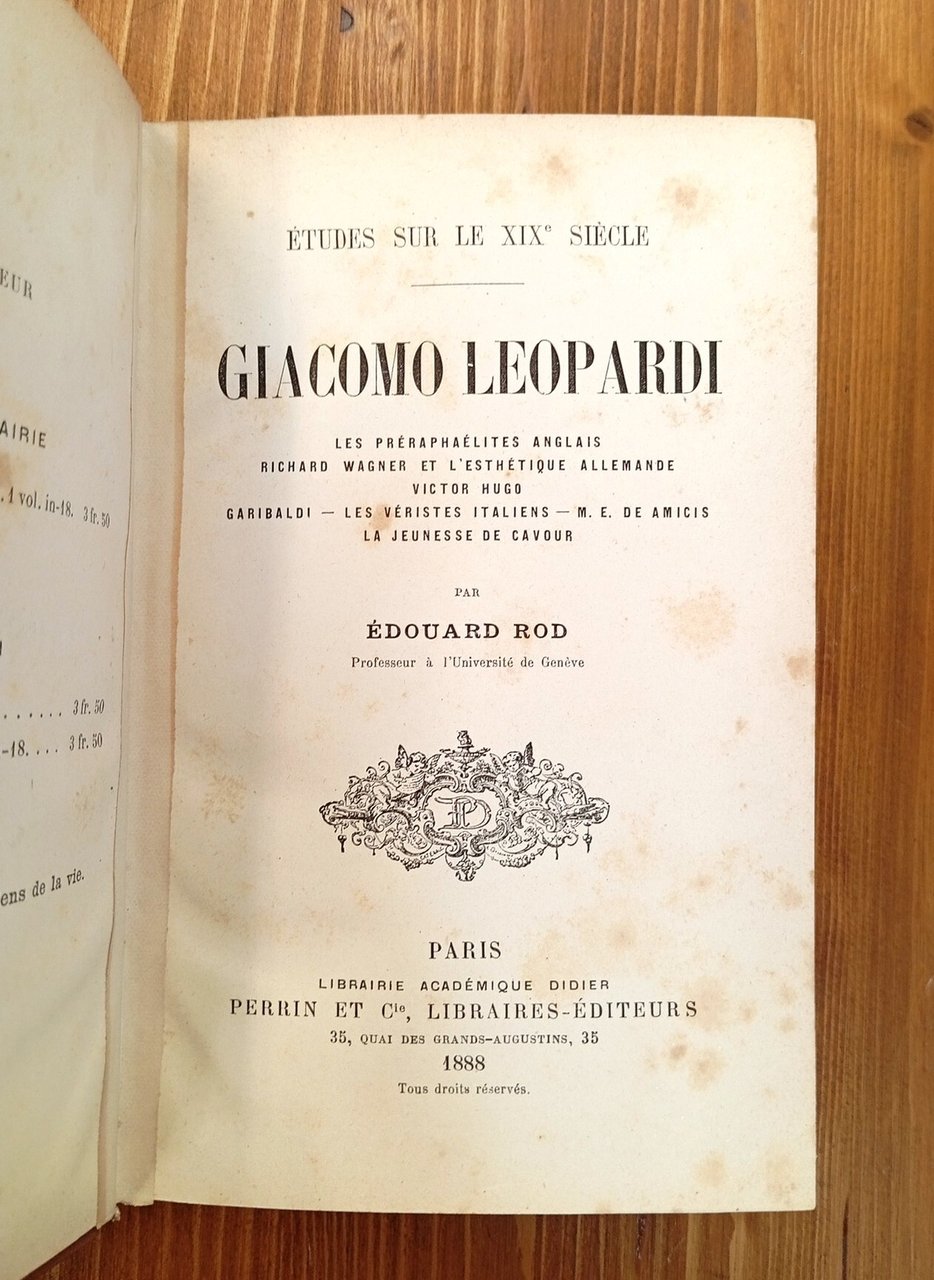 EUR
AIRIE
. 1 vol. in-18. 3 fr. 50
. . . . . . 3 fr. 50
-18. . . . 3 fr. 50
ens de la vie.
ÉTUDES SUR LE XIXe SIÈCLE
GIACOMO LEOPARDI
LES PRÉRAPHAÉLITES ANGLAIS
RICHARD WAGNER ET L'ESTHÉTIQUE ALLEMANDE
VICTOR HUGO
GARIBALDI — LES VÉRISTES ITALIENS — M. E. DE AMICIS
LA JEUNESSE DE CAVOUR
PAR
ÉDOUARD ROD
Professeur à l'Université de Genève
PARIS
LIBRAIRIE ACADÉMIQUE DIDIER
PERRIN ET Cie, LIBRAIRES-ÉDITEURS
35, QUAI DES GRANDS-AUGUSTINS, 35
1888
Tous droits réservés.